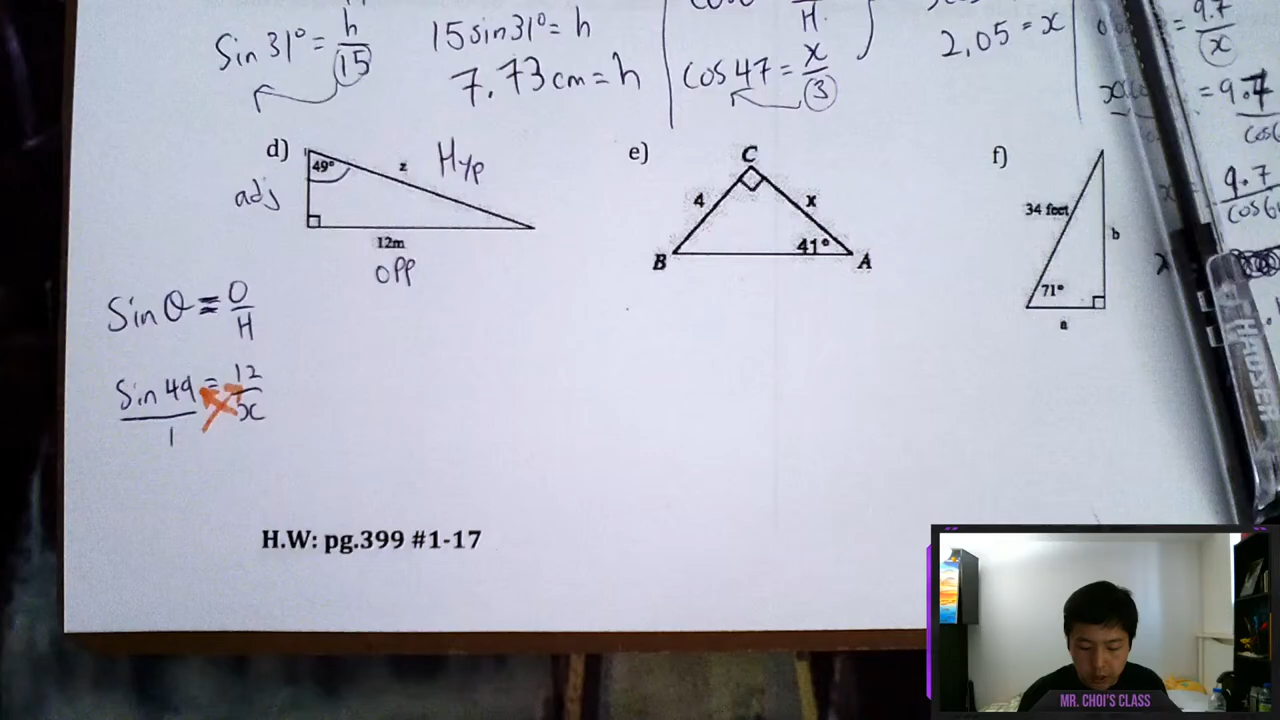 Sin 31° = h/15
15 sin 31° = h
7.73 cm = h
H
cos 47 = x/3
2.05 = x
= 9.7/x
= 9.7
9.7
d)
49°
z
Hyp
adj
12m
OPP
Sin θ = O/H
Sin 49/1 = 12/x
e)
C
4
x
41°
B
A
f)
34 feet
b
71°
a
H.W: pg.399 #1-17
HAUSER
MR. CHOI'S CLASS